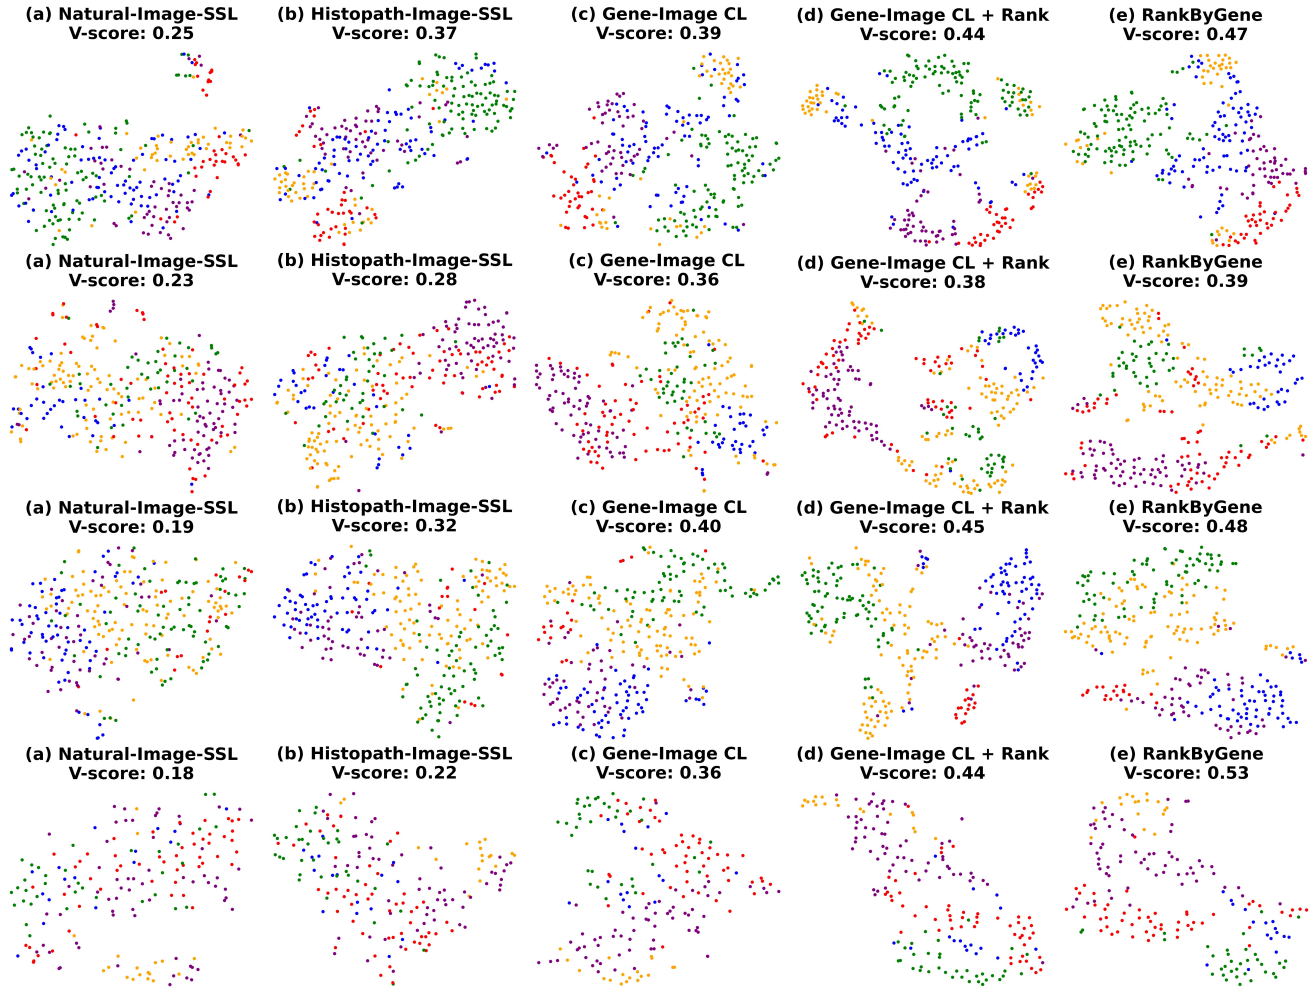 (a) Natural-Image-SSL
V-score: 0.25
(b) Histopath-Image-SSL
V-score: 0.37
(c) Gene-Image CL
V-score: 0.39
(d) Gene-Image CL + Rank
V-score: 0.44
(e) RankByGene
V-score: 0.47
(a) Natural-Image-SSL
V-score: 0.23
(b) Histopath-Image-SSL
V-score: 0.28
(c) Gene-Image CL
V-score: 0.36
(d) Gene-Image CL + Rank
V-score: 0.38
(e) RankByGene
V-score: 0.39
(a) Natural-Image-SSL
V-score: 0.19
(b) Histopath-Image-SSL
V-score: 0.32
(c) Gene-Image CL
V-score: 0.40
(d) Gene-Image CL + Rank
V-score: 0.45
(e) RankByGene
V-score: 0.48
(a) Natural-Image-SSL
V-score: 0.18
(b) Histopath-Image-SSL
V-score: 0.22
(c) Gene-Image CL
V-score: 0.36
(d) Gene-Image CL + Rank
V-score: 0.44
(e) RankByGene
V-score: 0.53